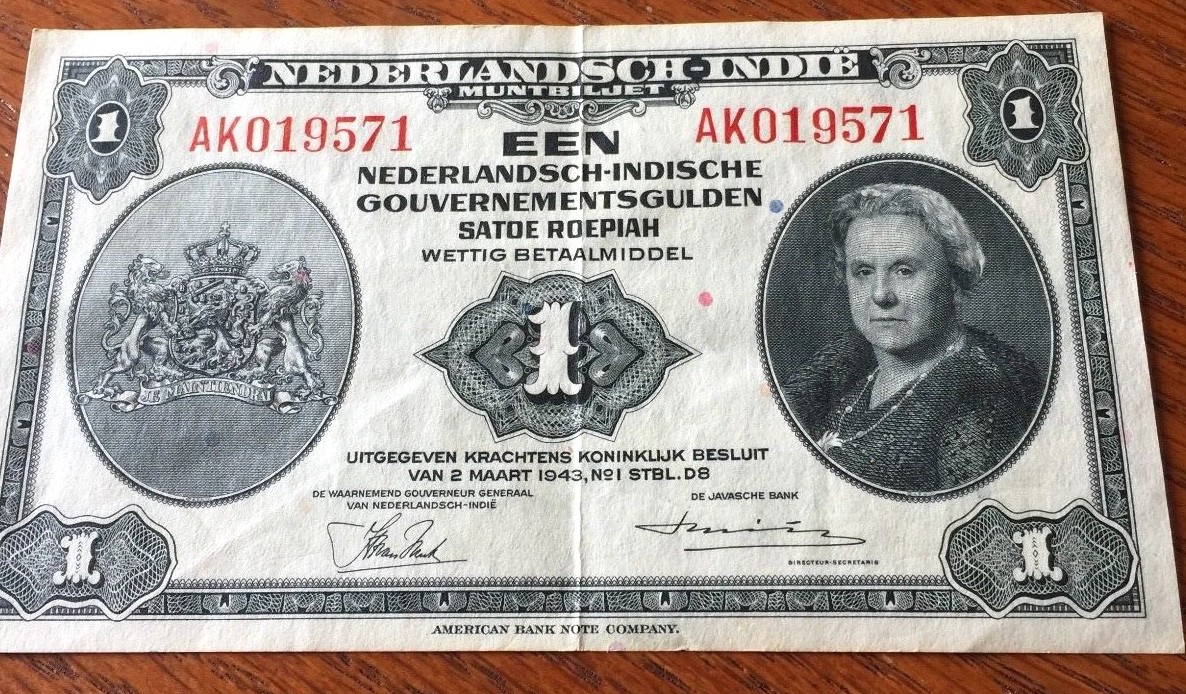 NEDERLANDSCH-INDIË
MUNTBILJET
1
1
AK019571
AK019571
EEN
NEDERLANDSCH-INDISCHE
GOUVERNEMENTSGULDEN
SATOE ROEPIAH
WETTIG BETAALMIDDEL
1
JE MAINTIENDRAI
UITGEGEVEN KRACHTENS KONINKLIJK BESLUIT
VAN 2 MAART 1943, No 1 STBL. D8
DE WAARNEMEND GOUVERNEUR GENERAAL
VAN NEDERLANDSCH-INDIË
DE JAVASCHE BANK
DIRECTEUR-SECRETARIS
1
1
AMERICAN BANK NOTE COMPANY.